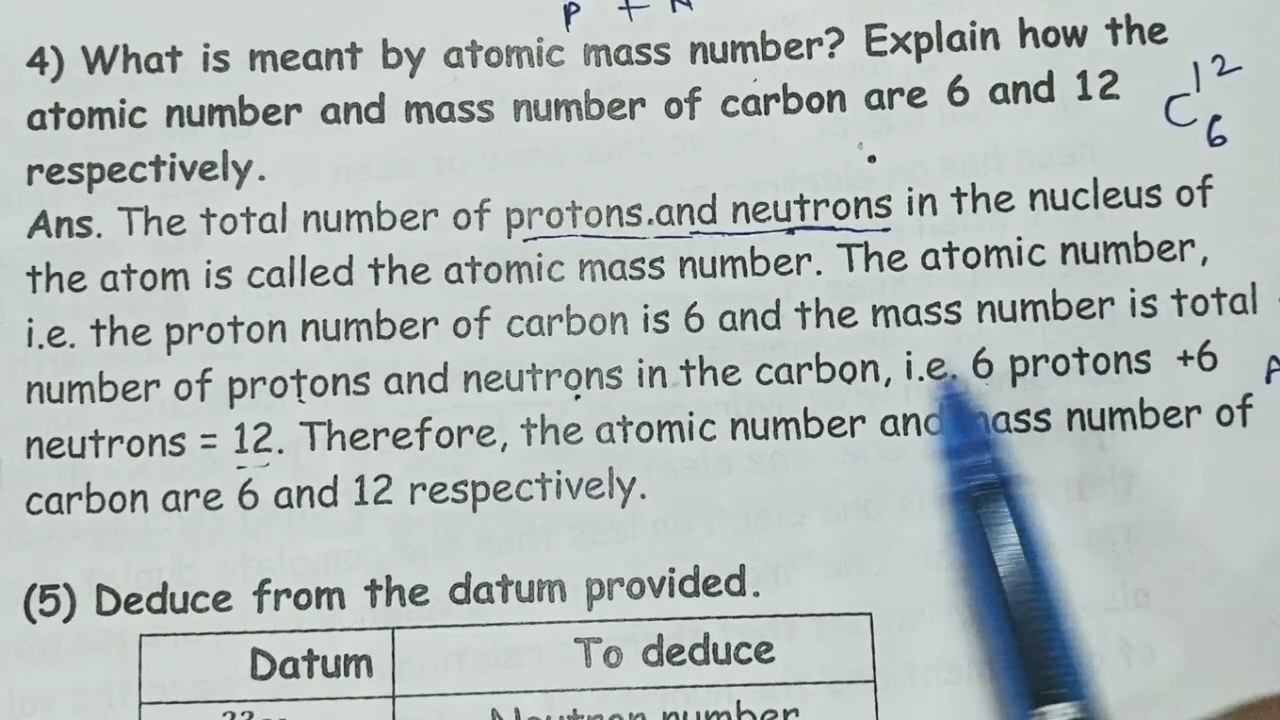 P + N
4) What is meant by atomic mass number? Explain how the
atomic number and mass number of carbon are 6 and 12
C 12 6
respectively.
Ans. The total number of protons.and neutrons in the nucleus of
the atom is called the atomic mass number. The atomic number,
i.e. the proton number of carbon is 6 and the mass number is total
number of protons and neutrons in the carbon, i.e. 6 protons +6
A
neutrons = 12. Therefore, the atomic number and mass number of
carbon are 6 and 12 respectively.
(5) Deduce from the datum provided.
Datum To deduce
Neutron number